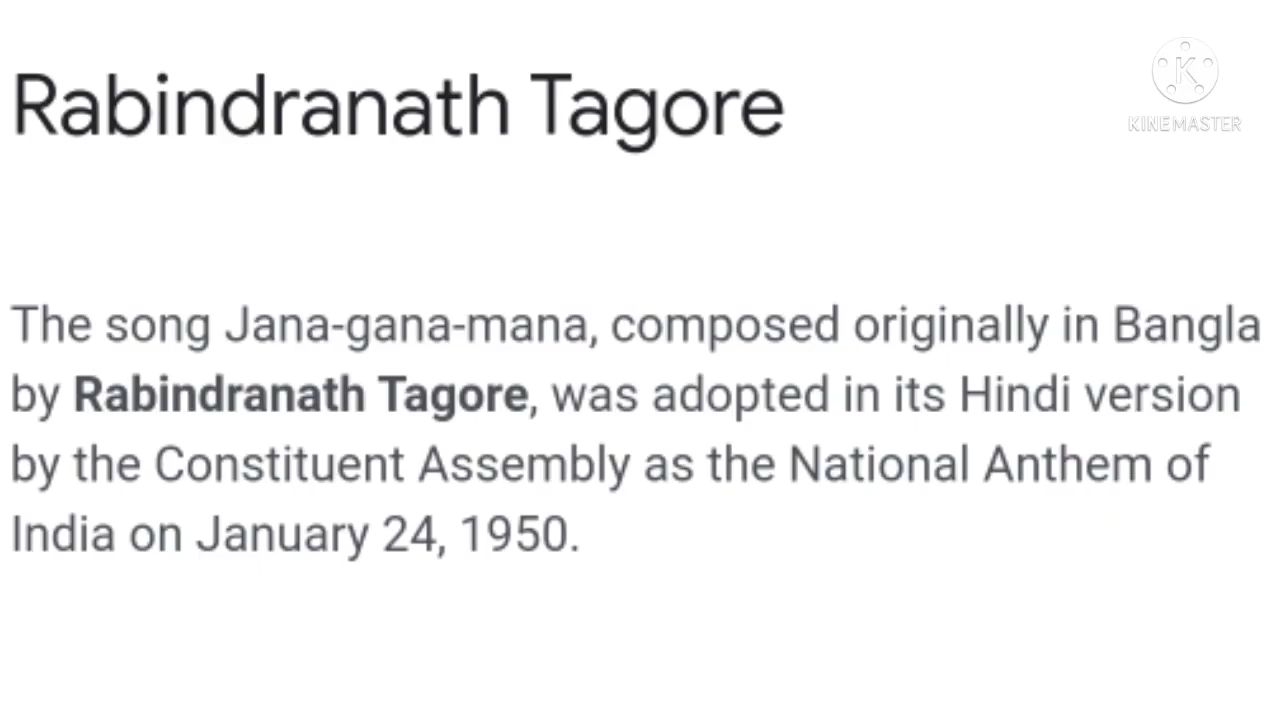 Rabindranath Tagore
KINEMASTER
The song Jana-gana-mana, composed originally in Bangla
by Rabindranath Tagore, was adopted in its Hindi version
by the Constituent Assembly as the National Anthem of
India on January 24, 1950.